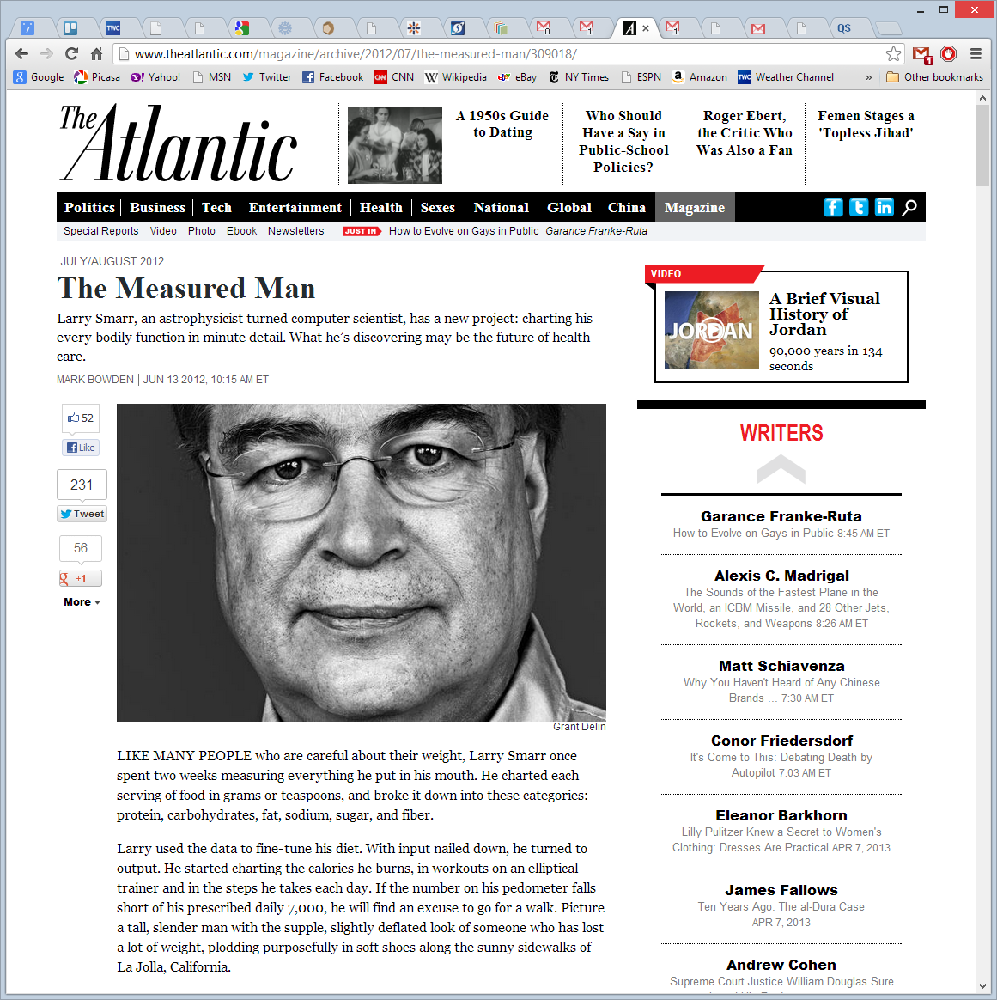 7
TWC
0
1
A
1
QS
www.theatlantic.com/magazine/archive/2012/07/the-measured-man/309018/
1
Google Picasa Yahoo! MSN Twitter Facebook CNN Wikipedia eBay NY Times ESPN Amazon Weather Channel » Other bookmarks
The Atlantic
A 1950s Guide
to Dating
Who Should
Have a Say in
Public-School
Policies?
Roger Ebert,
the Critic Who
Was Also a Fan
Femen Stages a
'Topless Jihad'
Politics Business Tech Entertainment Health Sexes National Global China Magazine
Special Reports Video Photo Ebook Newsletters JUST IN How to Evolve on Gays in Public Garance Franke-Ruta
JULY/AUGUST 2012
The Measured Man
Larry Smarr, an astrophysicist turned computer scientist, has a new project: charting his
every bodily function in minute detail. What he’s discovering may be the future of health
care.
MARK BOWDEN | JUN 13 2012, 10:15 AM ET
52
Like
231
Tweet
56
+1
More
Grant Delin
LIKE MANY PEOPLE who are careful about their weight, Larry Smarr once
spent two weeks measuring everything he put in his mouth. He charted each
serving of food in grams or teaspoons, and broke it down into these categories:
protein, carbohydrates, fat, sodium, sugar, and fiber.
Larry used the data to fine-tune his diet. With input nailed down, he turned to
output. He started charting the calories he burns, in workouts on an elliptical
trainer and in the steps he takes each day. If the number on his pedometer falls
short of his prescribed daily 7,000, he will find an excuse to go for a walk. Picture
a tall, slender man with the supple, slightly deflated look of someone who has lost
a lot of weight, plodding purposefully in soft shoes along the sunny sidewalks of
La Jolla, California.
VIDEO
JORDAN
A Brief Visual
History of
Jordan
90,000 years in 134
seconds
WRITERS
Garance Franke-Ruta
How to Evolve on Gays in Public 8:45 AM ET
Alexis C. Madrigal
The Sounds of the Fastest Plane in the
World, an ICBM Missile, and 28 Other Jets,
Rockets, and Weapons 8:26 AM ET
Matt Schiavenza
Why You Haven't Heard of Any Chinese
Brands ... 7:30 AM ET
Conor Friedersdorf
It's Come to This: Debating Death by
Autopilot 7:03 AM ET
Eleanor Barkhorn
Lilly Pulitzer Knew a Secret to Women's
Clothing: Dresses Are Practical APR 7, 2013
James Fallows
Ten Years Ago: The al-Dura Case
APR 7, 2013
Andrew Cohen
Supreme Court Justice William Douglas Sure